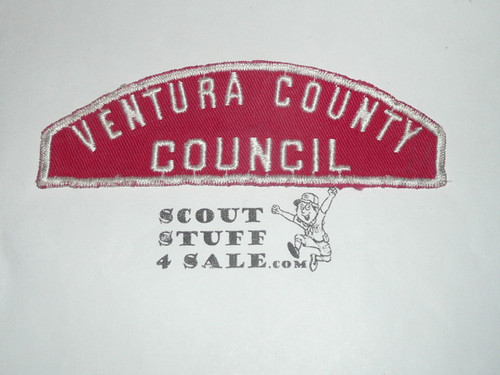 VENTURA COUNTY
COUNCIL
SCOUT
STUFF
4 SALE.COM